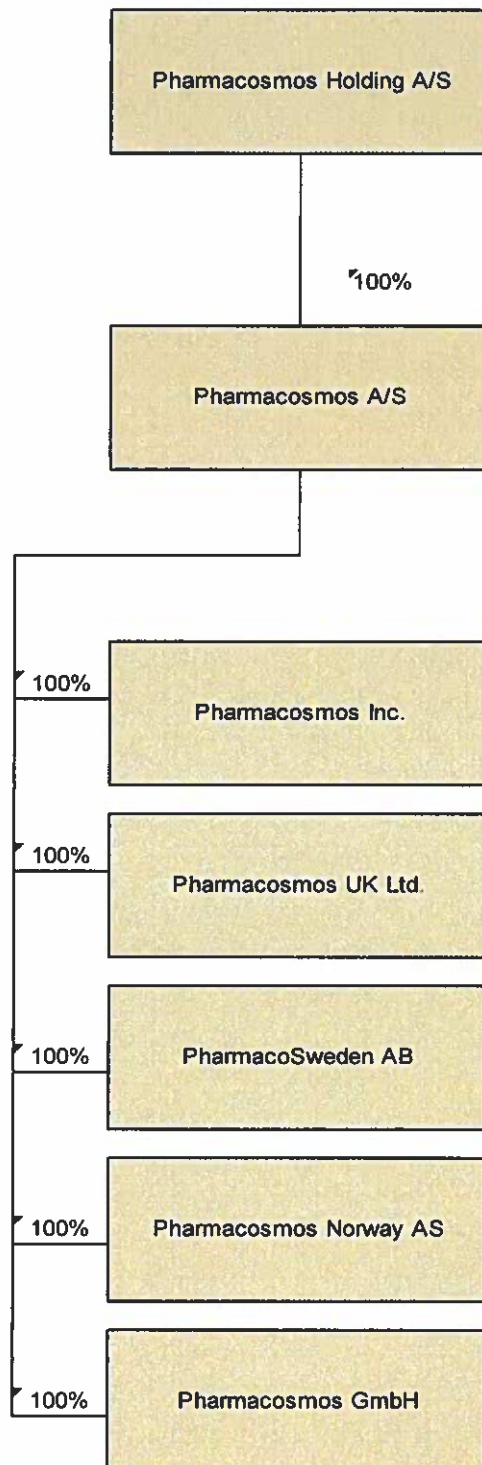 Pharmacosmos Holding A/S
100%
Pharmacosmos A/S
100%
Pharmacosmos Inc.
100%
Pharmacosmos UK Ltd.
100%
PharmacoSweden AB
100%
Pharmacosmos Norway AS
100%
Pharmacosmos GmbH